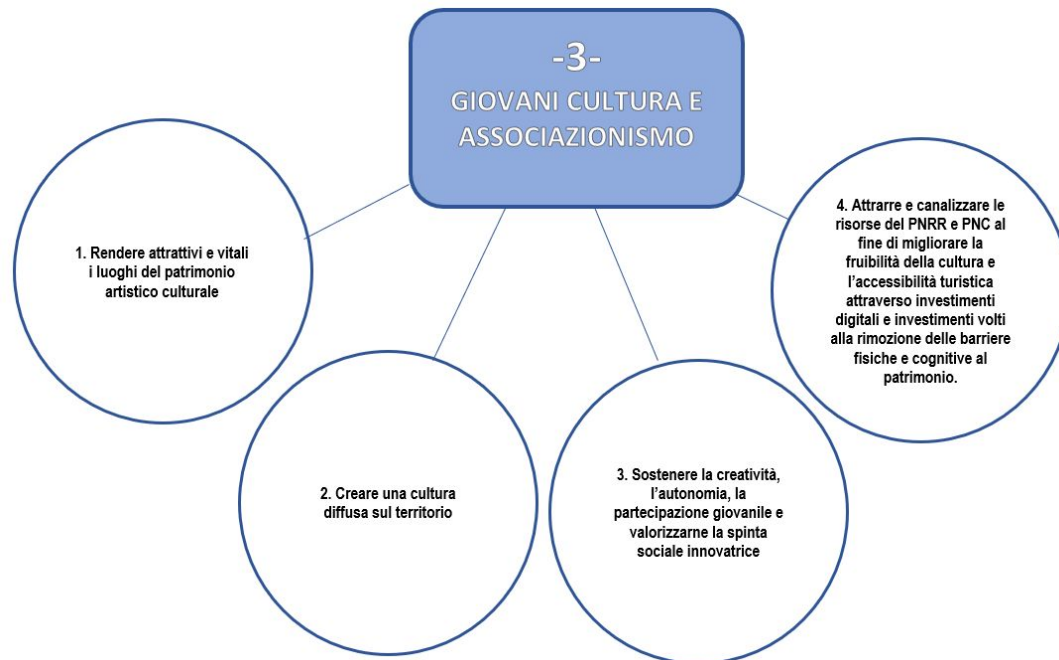 -3-
GIOVANI CULTURA E
ASSOCIAZIONISMO
1. Rendere attrattivi e vitali
i luoghi del patrimonio
artistico culturale
2. Creare una cultura
diffusa sul territorio
3. Sostenere la creatività,
l’autonomia, la
partecipazione giovanile e
valorizzarne la spinta
sociale innovatrice
4. Attrarre e canalizzare le
risorse del PNRR e PNC al
fine di migliorare la
fruibilità della cultura e
l’accessibilità turistica
attraverso investimenti
digitali e investimenti volti
alla rimozione delle barriere
fisiche e cognitive al
patrimonio.